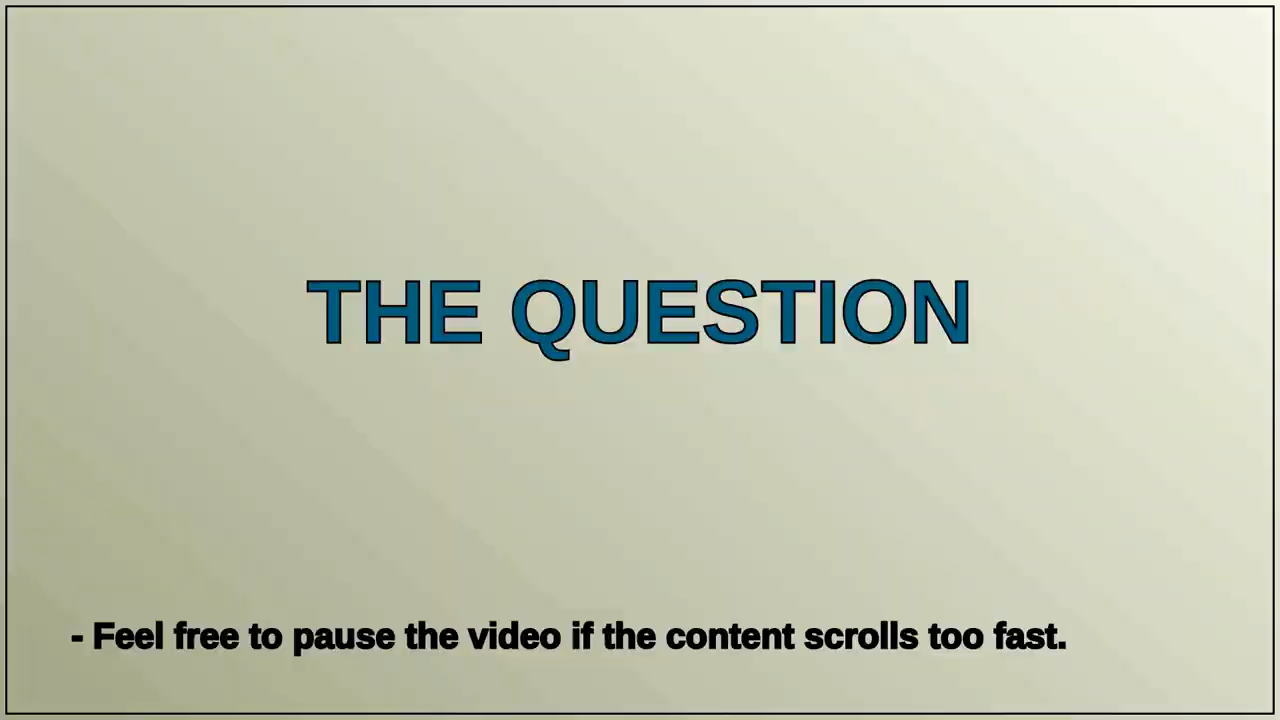 THE QUESTION
- Feel free to pause the video if the content scrolls too fast.